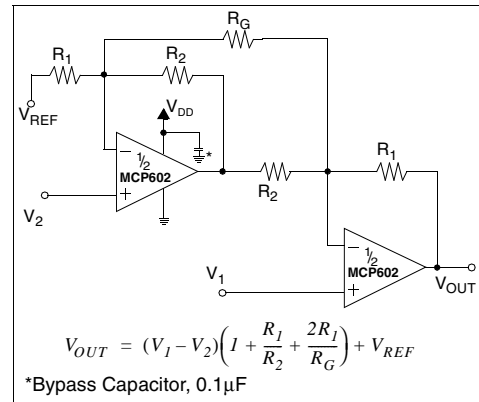 R_G
R_1 R_2
V_REF
V_DD
*
½
MCP602
V_2
R_2
R_1
½
MCP602
V_1
V_OUT
V_OUT = (V_1 – V_2)(1 + R_1/R_2 + 2R_1/R_G) + V_REF
*Bypass Capacitor, 0.1µF